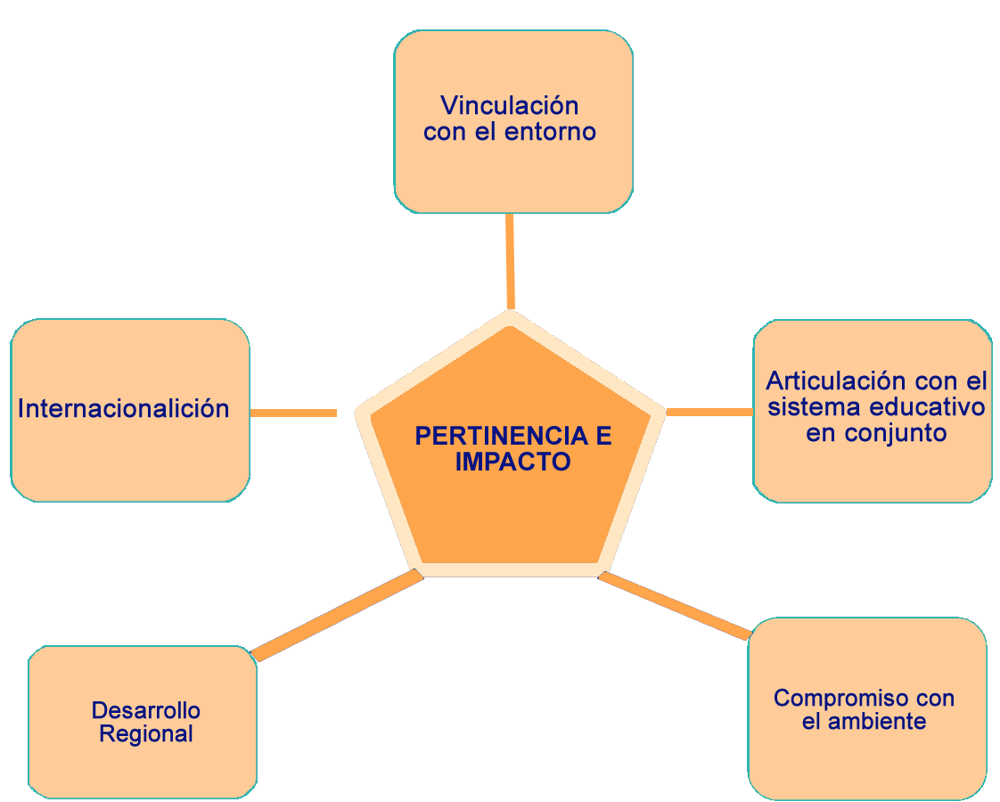 Vinculación
con el entorno
Internacionalición
PERTINENCIA E
IMPACTO
Articulación con el
sistema educativo
en conjunto
Desarrollo
Regional
Compromiso con
el ambiente